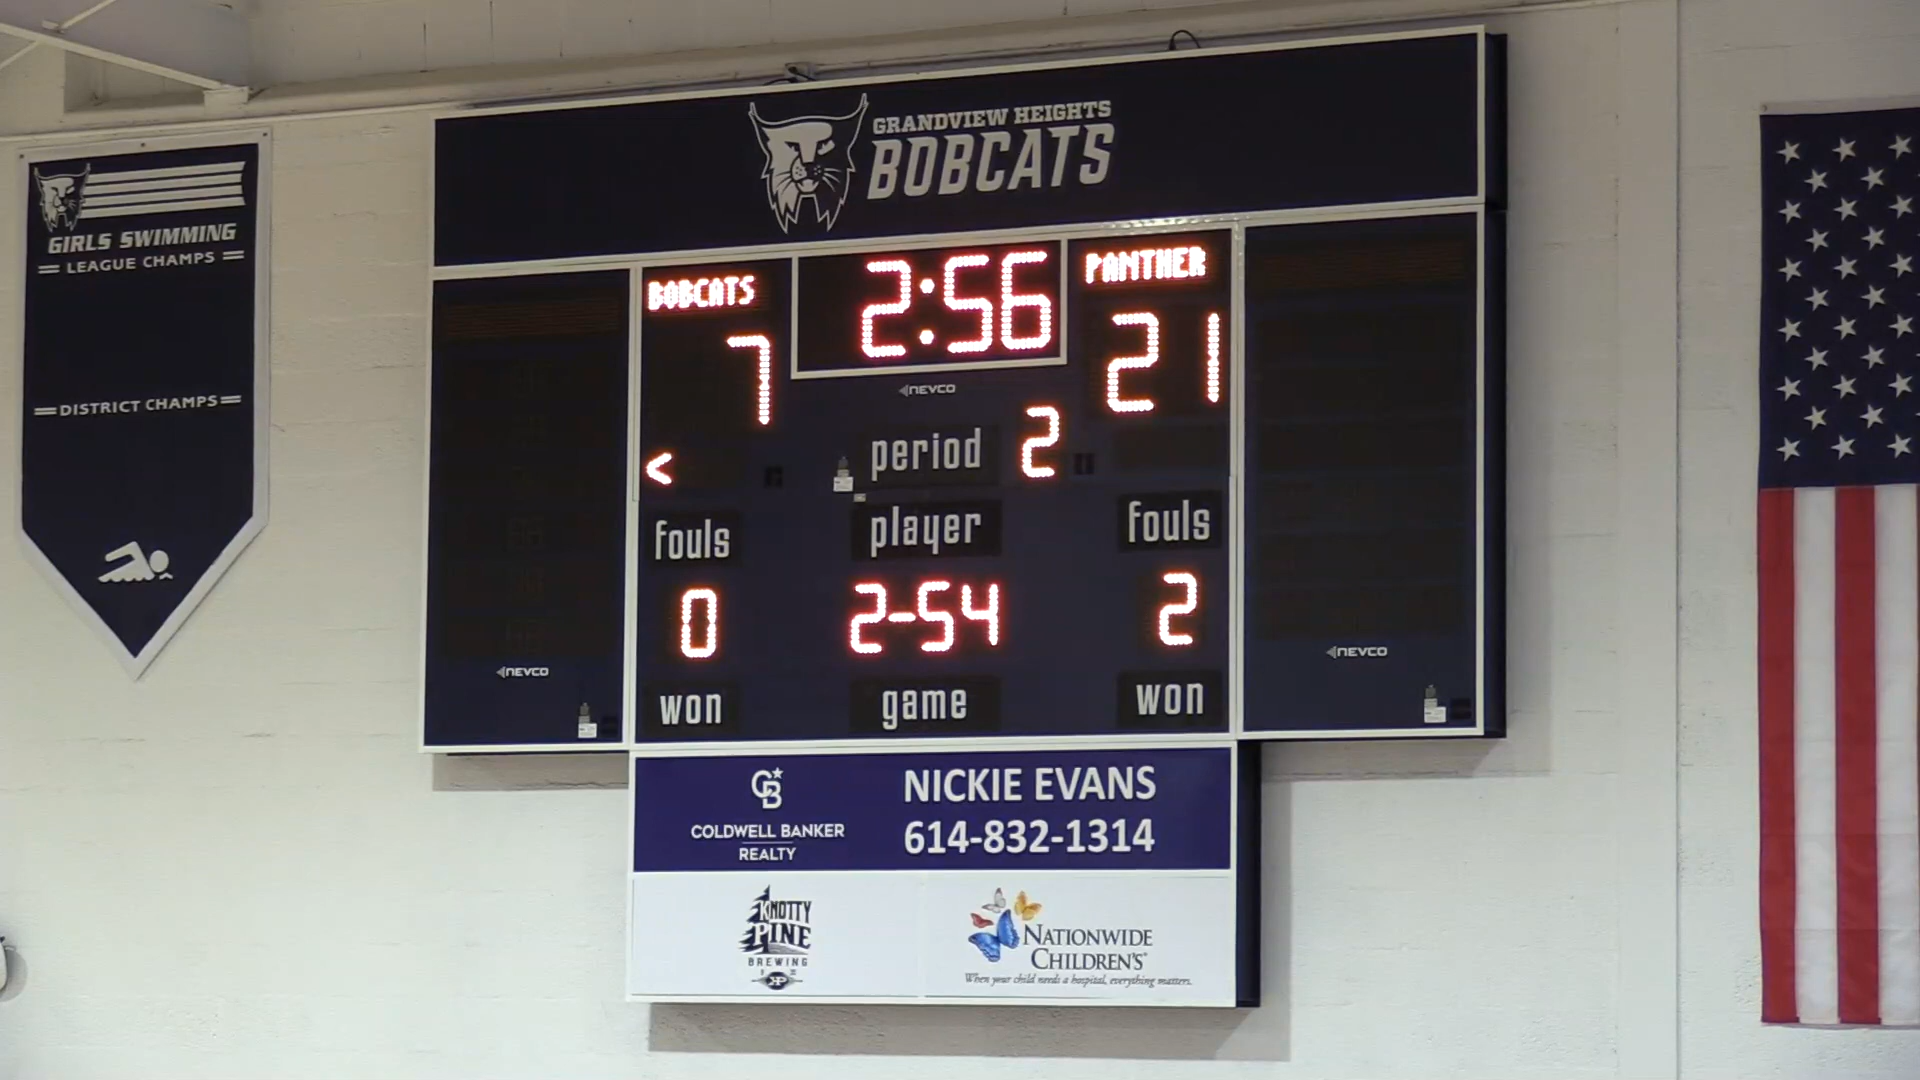 GRANDVIEW HEIGHTS
BOBCATS
GIRLS SWIMMING
LEAGUE CHAMPS
DISTRICT CHAMPS
BOBCATS
2:56
PANTHER
7
21
NEVCO
<
period
2
fouls
player
fouls
0
2-54
2
won
game
won
NEVCO
NEVCO
CB
COLDWELL BANKER
REALTY
NICKIE EVANS
614-832-1314
KNOTTY
PINE
BREWING
KP
NATIONWIDE
CHILDREN'S
When your child needs a hospital, everything matters.